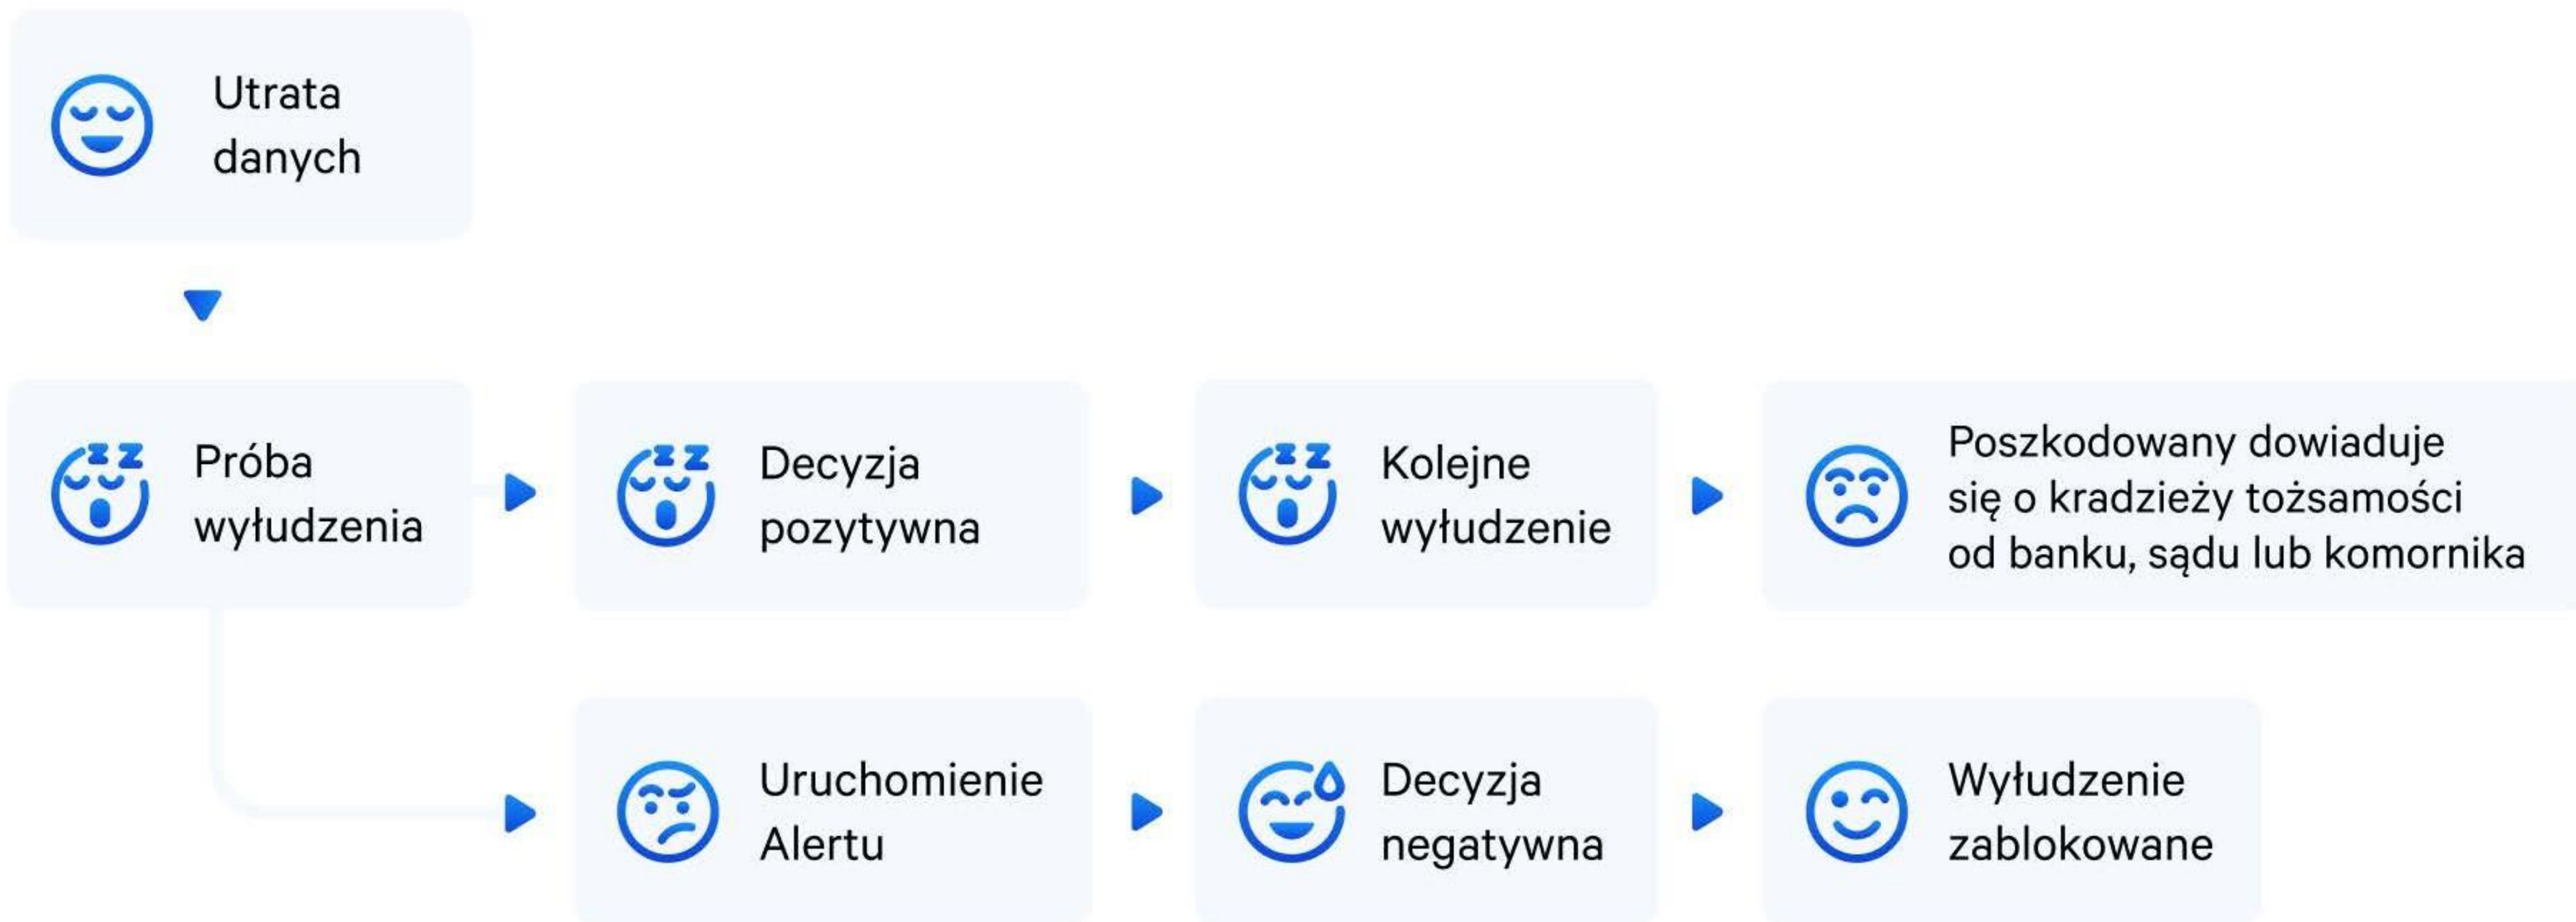 Utrata
danych
Próba
wyłudzenia
Decyzja
pozytywna
Kolejne
wyłudzenie
Poszkodowany dowiaduje
się o kradzieży tożsamości
od banku, sądu lub komornika
Uruchomienie
Alertu
Decyzja
negatywna
Wyłudzenie
zablokowane